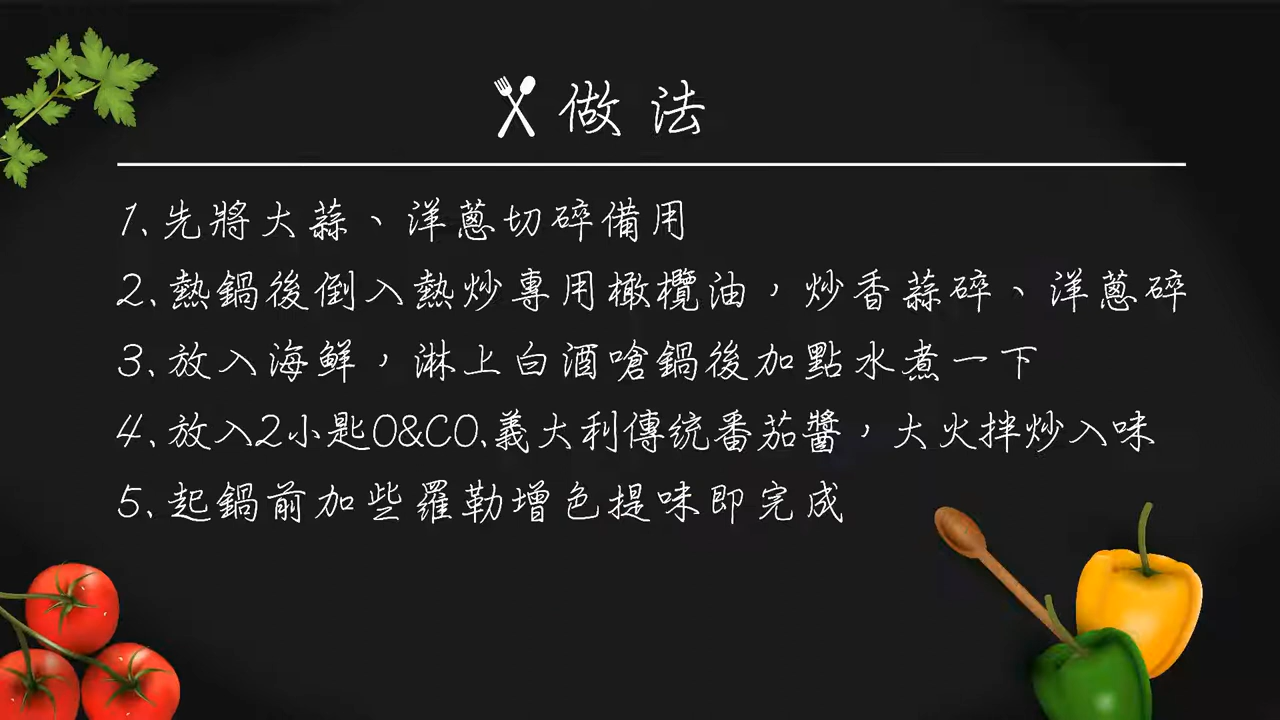 做法
1.先將大蒜、洋蔥切碎備用
2.熱鍋後倒入熱炒專用橄欖油,炒香蒜碎、洋蔥碎
3.放入海鮮,淋上白酒嗆鍋後加點水煮一下
4.放入2小匙O&CO.義大利傳統番茄醬,大火拌炒入味
5.起鍋前加些羅勒增色提味即完成